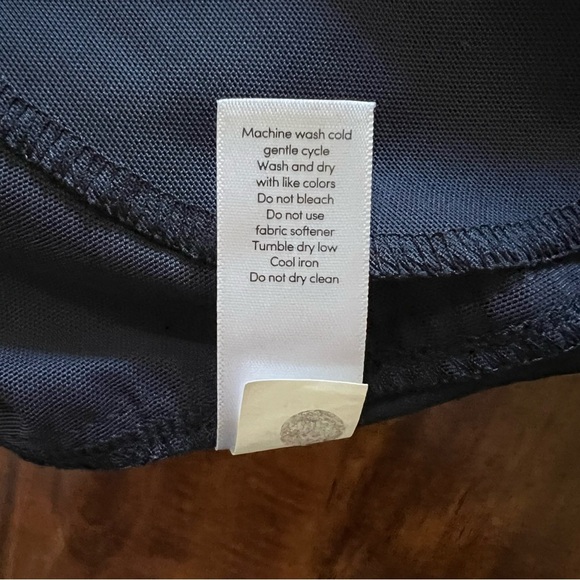 Machine wash cold
gentle cycle
Wash and dry
with like colors
Do not bleach
Do not use
fabric softener
Tumble dry low
Cool iron
Do not dry clean